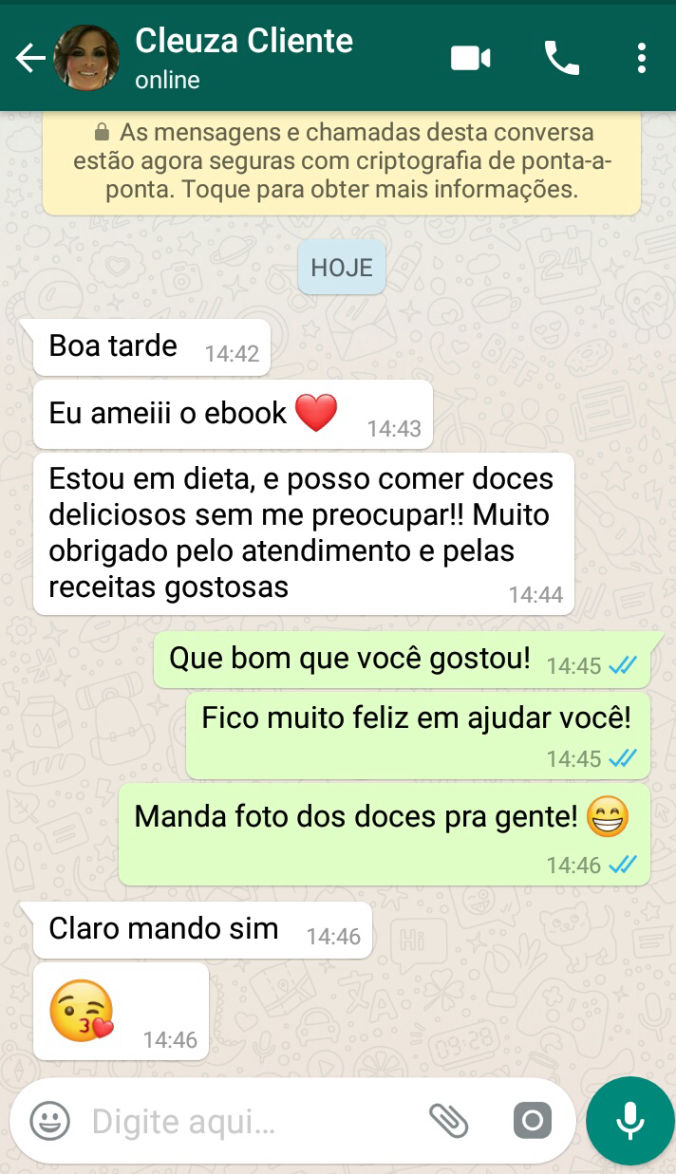 Cleuza Cliente
online
As mensagens e chamadas desta conversa
estão agora seguras com criptografia de ponta-a-
ponta. Toque para obter mais informações.
HOJE
Boa tarde 14:42
Eu ameiii o ebook ❤️ 14:43
Estou em dieta, e posso comer doces
deliciosos sem me preocupar!! Muito
obrigado pelo atendimento e pelas
receitas gostosas 14:44
Que bom que você gostou! 14:45
Fico muito feliz em ajudar você!
14:45
Manda foto dos doces pra gente! 😁
14:46
Claro mando sim 14:46
😘 14:46
Digite aqui...